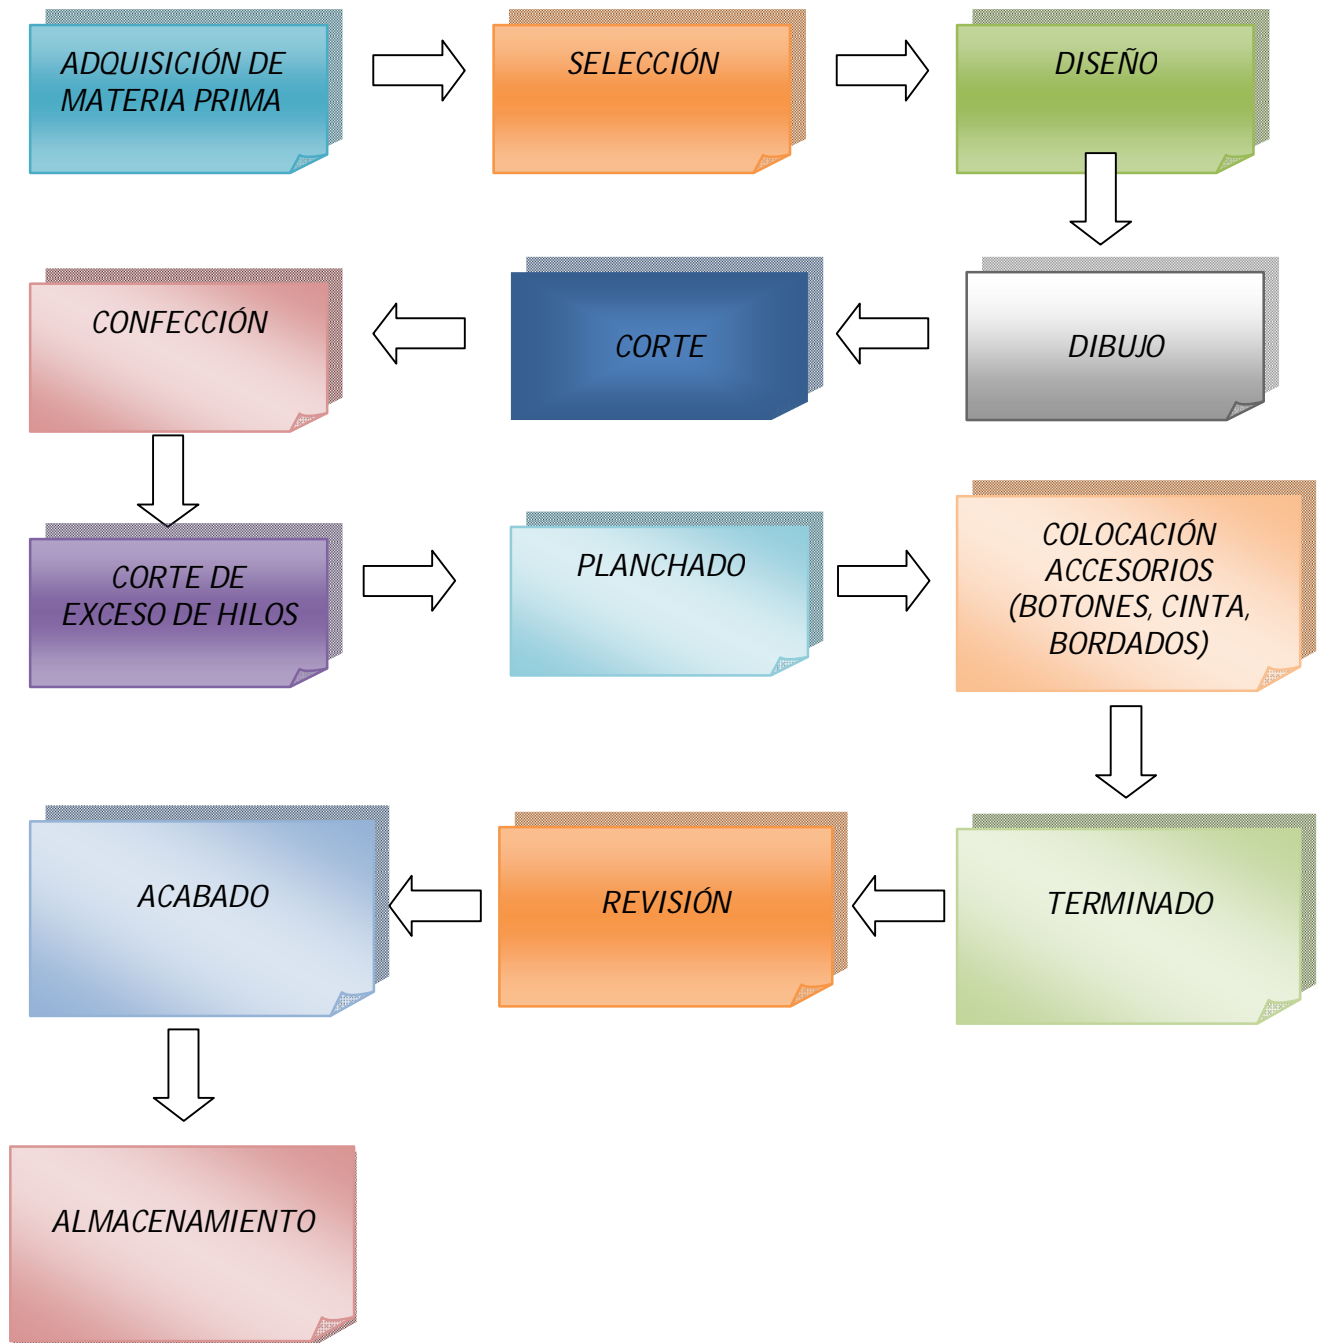 ADQUISICIÓN DE
MATERIA PRIMA
SELECCIÓN
DISEÑO
DIBUJO
CORTE
CONFECCIÓN
CORTE DE
EXCESO DE HILOS
PLANCHADO
COLOCACIÓN
ACCESORIOS
(BOTONES, CINTA,
BORDADOS)
TERMINADO
REVISIÓN
ACABADO
ALMACENAMIENTO